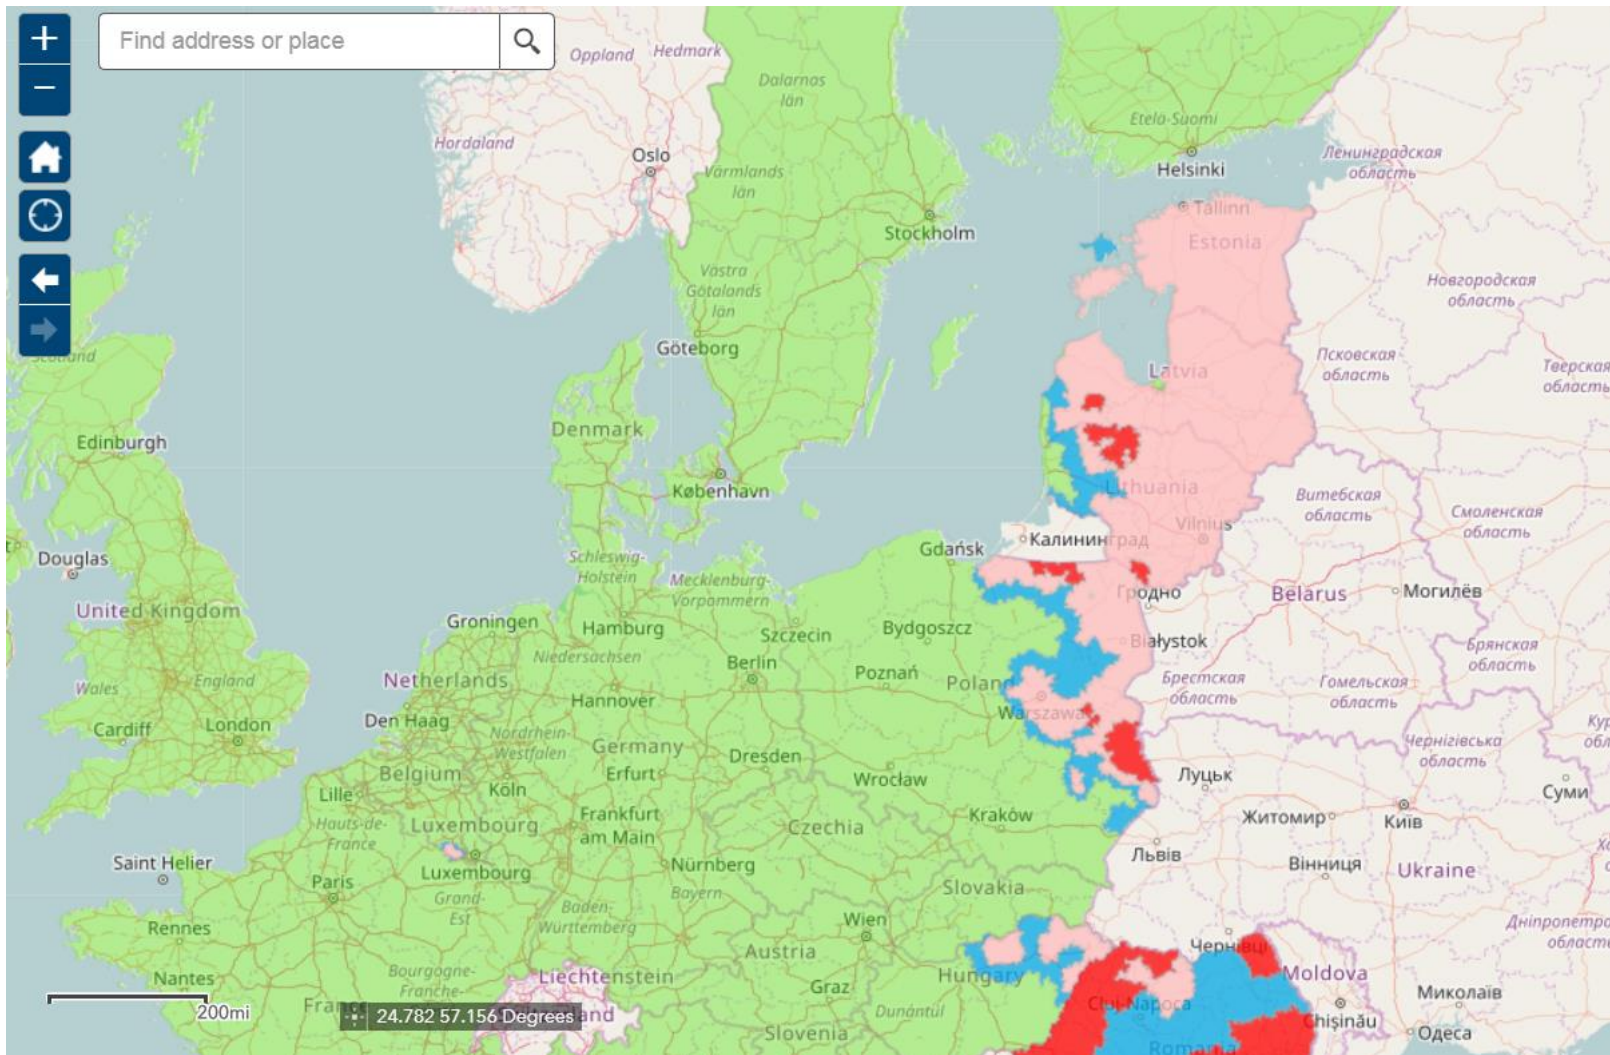 Find address or place
Oppland
Hedmark
Dalarnas
län
Etelä-Suomi
Hordaland
Oslo
Helsinki
Ленинградская
область
Värmlands
län
Tallinn
Stockholm
Estonia
Västra
Götalands
län
Новгородская
область
Scotland
Göteborg
Псковская
область
Latvia
Тверская
область
Edinburgh
Denmark
København
Lithuania
Витебская
область
Смоленская
область
Vilnius
Gdańsk
Калининград
Douglas
Schleswig-
Holstein
Mecklenburg-
Vorpommern
Гродно
Belarus
Могилёв
United Kingdom
Groningen
Hamburg
Szczecin
Bydgoszcz
Białystok
Брянская
область
Niedersachsen
Berlin
Poznań
Netherlands
Wales
England
Hannover
Poland
Брестская
область
Гомельская
область
Cardiff
London
Den Haag
Warszawa
Nordrhein-
Westfalen
Germany
Dresden
Чернігівська
область
Belgium
Erfurt
Wrocław
Луцьк
Lille
Köln
Суми
Hauts-de-
France
Luxembourg
Frankfurt
am Main
Czechia
Kraków
Житомир
Київ
Saint Helier
Luxembourg
Nürnberg
Львів
Вінниця
Ukraine
Paris
Bayern
Slovakia
Grand-
Est
Baden-
Württemberg
Rennes
Wien
Austria
Чернівці
Nantes
Bourgogne-
Franche-
Liechtenstein
Hungary
Moldova
Graz
Cluj-Napoca
Миколаїв
200mi
France
24.782 57.156 Degrees
Dunántúl
Chișinău
Одеса
Slovenia
Romania